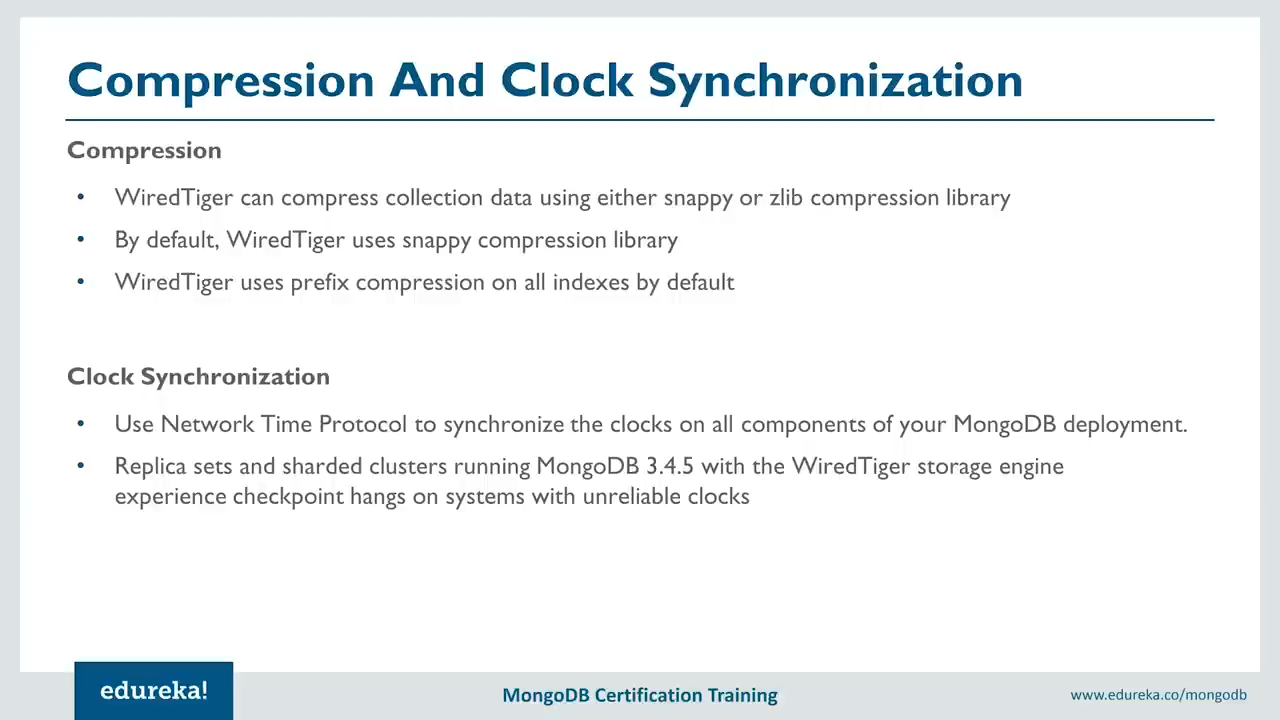 Compression And Clock Synchronization
Compression
• WiredTiger can compress collection data using either snappy or zlib compression library
• By default, WiredTiger uses snappy compression library
• WiredTiger uses prefix compression on all indexes by default
Clock Synchronization
• Use Network Time Protocol to synchronize the clocks on all components of your MongoDB deployment.
• Replica sets and sharded clusters running MongoDB 3.4.5 with the WiredTiger storage engine
experience checkpoint hangs on systems with unreliable clocks
edureka!
MongoDB Certification Training
www.edureka.co/mongodb